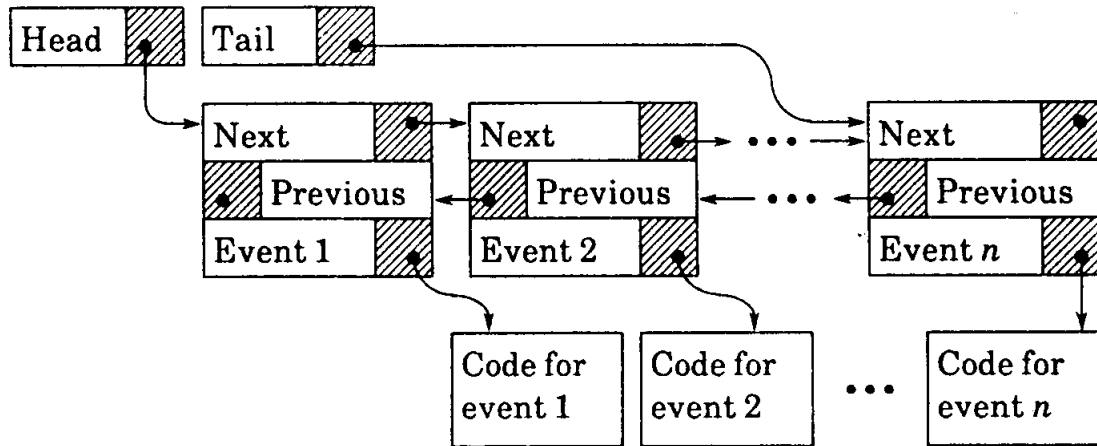 Head
Tail
Next
Next
Next
Previous
Previous
Previous
Event 1
Event 2
Event n
Code for
event 1
Code for
event 2
Code for
event n